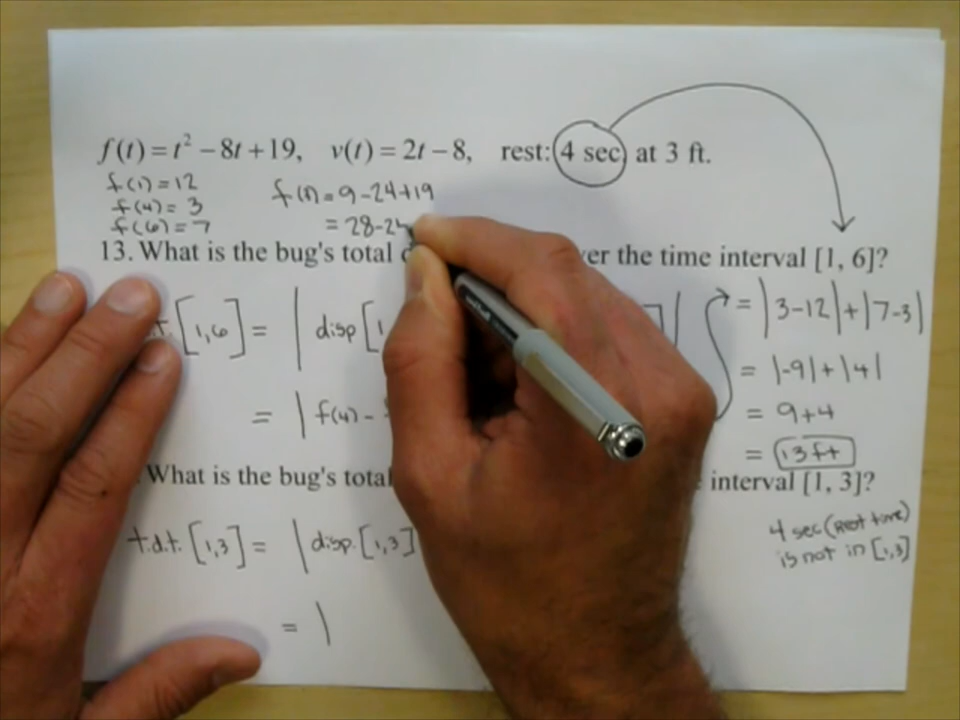 f(t) = t² − 8t + 19, v(t) = 2t − 8, rest: 4 sec at 3 ft.
f(1) = 12
f(4) = 3
f(6) = 7
= 9 − 24 + 19
= 28 − 24
13. What is the bug's total ver the time interval [1, 6]?
t. [1,6] = | disp [1 ] |
= | f(4) −
= |3−12| + |7−3|
= |−9| + |4|
= 9+4
= 13 ft
What is the bug's total interval [1, 3]?
t.d.t. [1,3] = | disp. [1,3]
= |
4 sec (Rest time)
is not in [1,3]